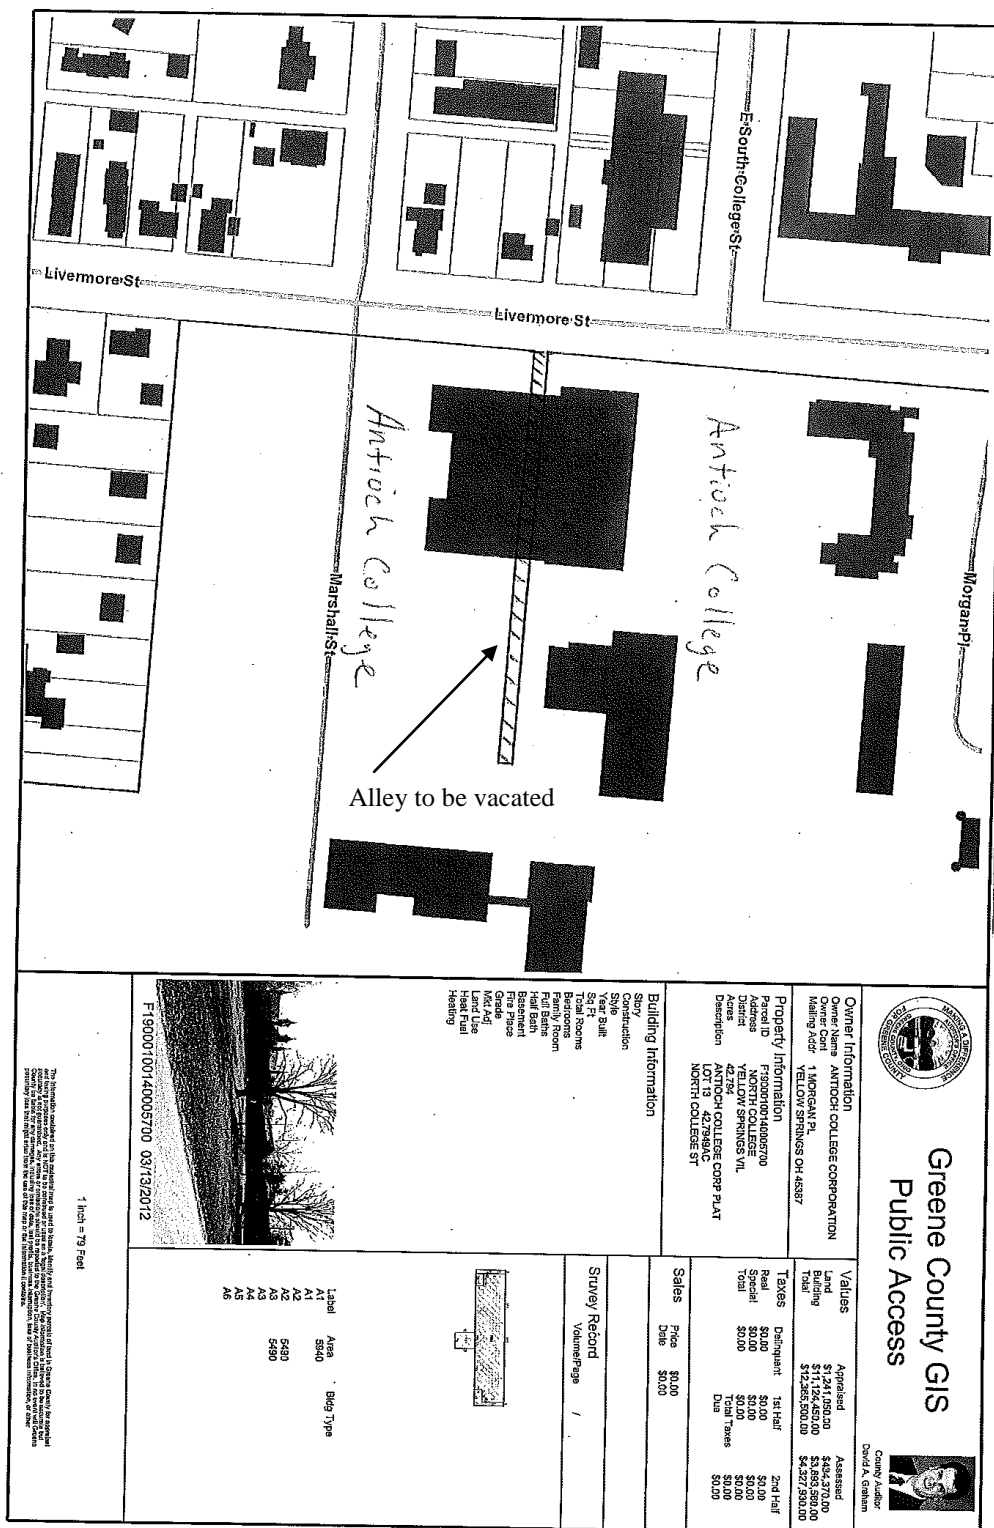 Livermore St
Livermore St
E South College St
Morgan Pl
Marshall St
Antioch College
Antioch College
Alley to be vacated
Greene County GIS
Public Access
County Auditor
David A. Graham
Owner Information
Owner Name ANTIOCH COLLEGE CORPORATION
Owner Cont
Mailing Addr 1 MORGAN PL
YELLOW SPRINGS OH 45387
Property Information
Parcel ID F19000100140005700
Address NORTH COLLEGE
District YELLOW SPRINGS VIL
Acres 42.794
Description ANTIOCH COLLEGE CORP PLAT
LOT 13 42.7949AC
NORTH COLLEGE ST
Building Information
Story
Construction
Style
Year Built
Sq Ft
Total Rooms
Bedrooms
Family Room
Full Baths
Half Bath
Basement
Fire Place
Grade
Mkt Adj
Land Use
Heat Fuel
Heating
F19000100140005700 03/13/2012
Values Appraised Assessed
Land $1,241,050.00 $434,370.00
Building $11,124,450.00 $3,893,560.00
Total $12,365,500.00 $4,327,930.00
Taxes Delinquent 1st Half 2nd Half
Real $0.00 $0.00 $0.00
Special $0.00 $0.00 $0.00
Total $0.00 $0.00 $0.00
Total Taxes Due $0.00
Sales Price $0.00
Date $0.00
Sruvey Record
Volume/Page /
Label Area Bldg Type
A1 5940
A1
A2
A2 5490
A3 5490
A3
A4
A5
A6
1 inch = 79 Feet